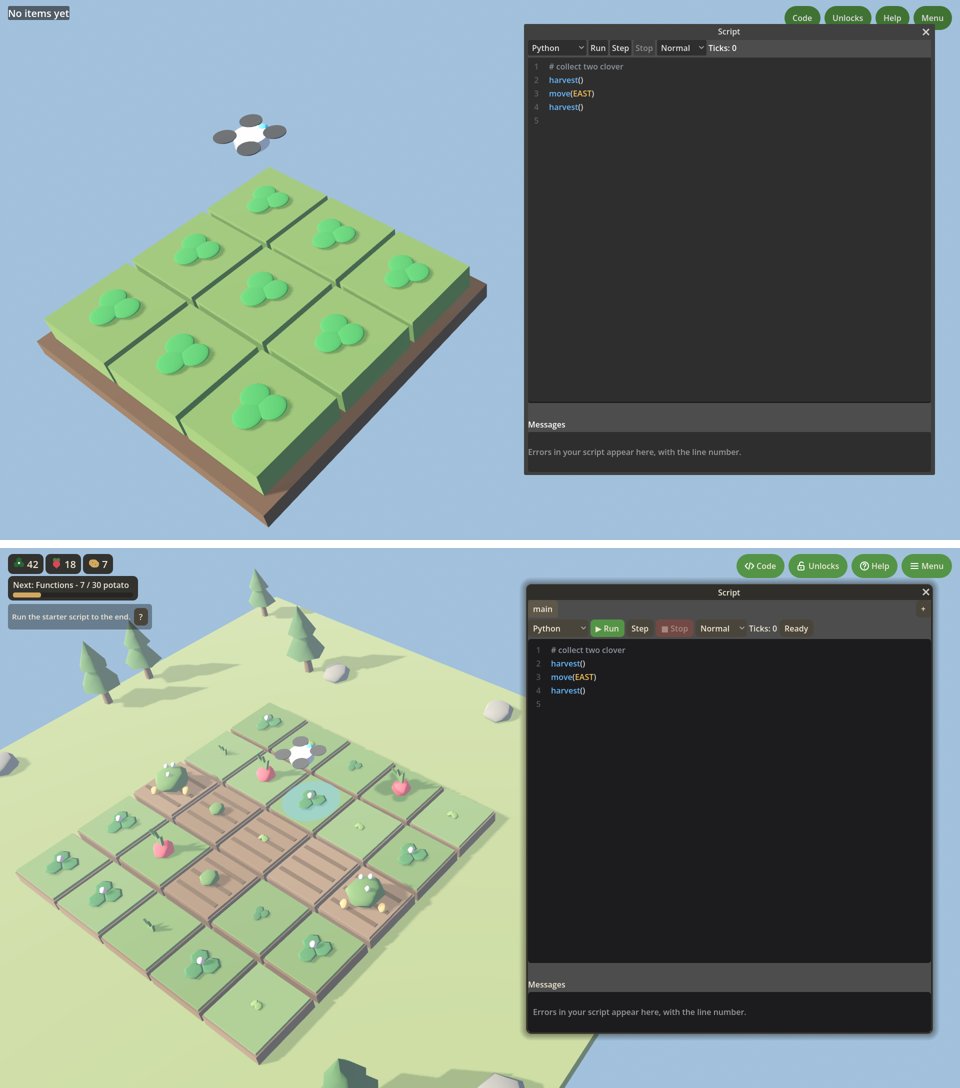 No items yet
Code Unlocks Help Menu
Script
Python Run Step Stop Normal Ticks: 0
1 # collect two clover
2 harvest()
3 move(EAST)
4 harvest()
5
Messages
Errors in your script appear here, with the line number.
42 18 7
Next: Functions - 7 / 30 potato
Run the starter script to the end. ?
Code Unlocks Help Menu
Script
main +
Python Run Step Stop Normal Ticks: 0 Ready
1 # collect two clover
2 harvest()
3 move(EAST)
4 harvest()
5
Messages
Errors in your script appear here, with the line number.